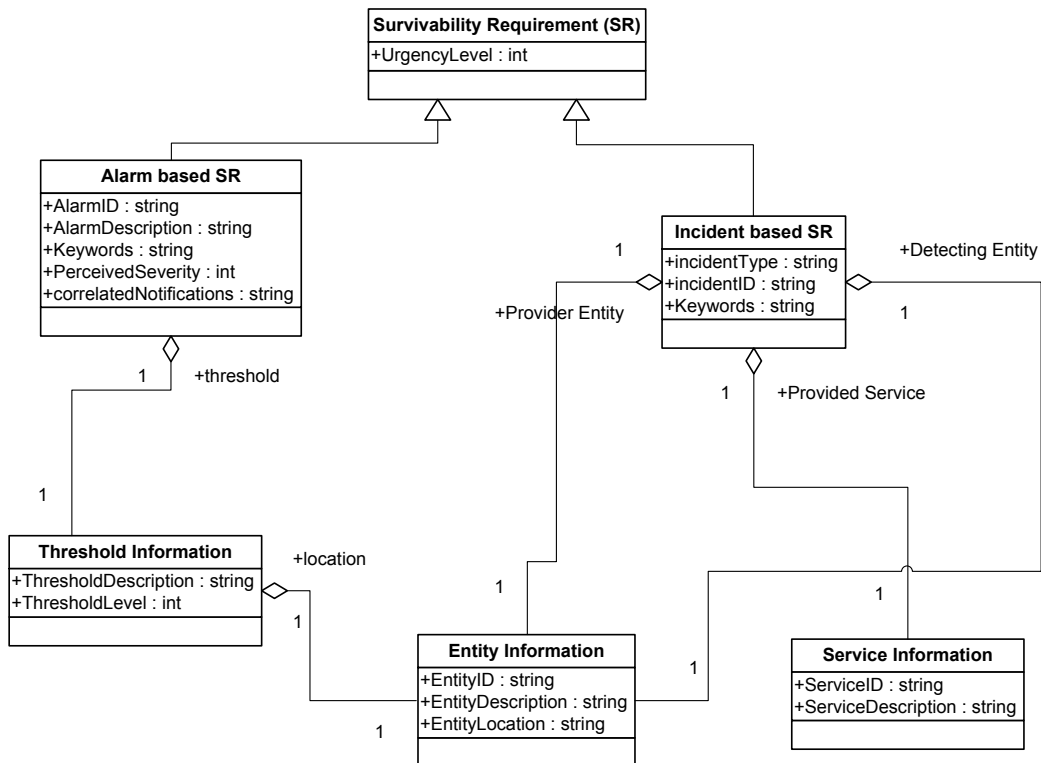 Survivability Requirement (SR)
+UrgencyLevel : int
Alarm based SR
+AlarmID : string
+AlarmDescription : string
+Keywords : string
+PerceivedSeverity : int
+correlatedNotifications : string
Incident based SR
+incidentType : string
+incidentID : string
+Keywords : string
1
+Detecting Entity
+Provider Entity
1
1
+threshold
1
+Provided Service
1
Threshold Information
+ThresholdDescription : string
+ThresholdLevel : int
+location
1
1
1
Entity Information
+EntityID : string
+EntityDescription : string
+EntityLocation : string
1
1
Service Information
+ServiceID : string
+ServiceDescription : string
1